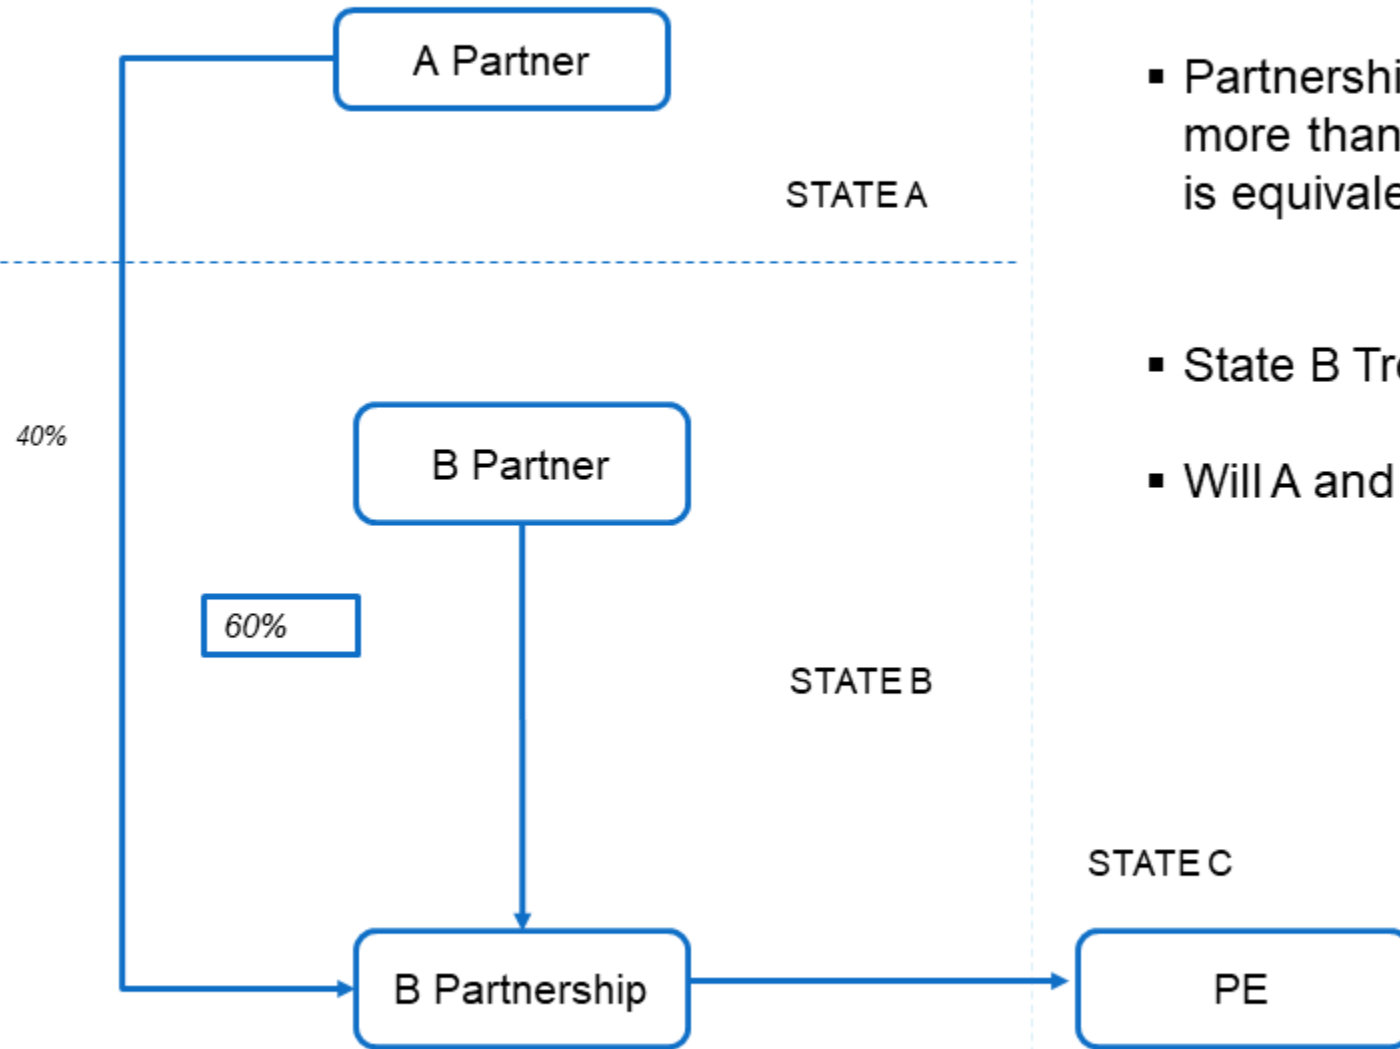 A Partner
STATE A
40%
B Partner
60%
STATE B
B Partnership
▪ Partnershi
more than
is equivale
▪ State B Tr
▪ Will A and
STATE C
PE